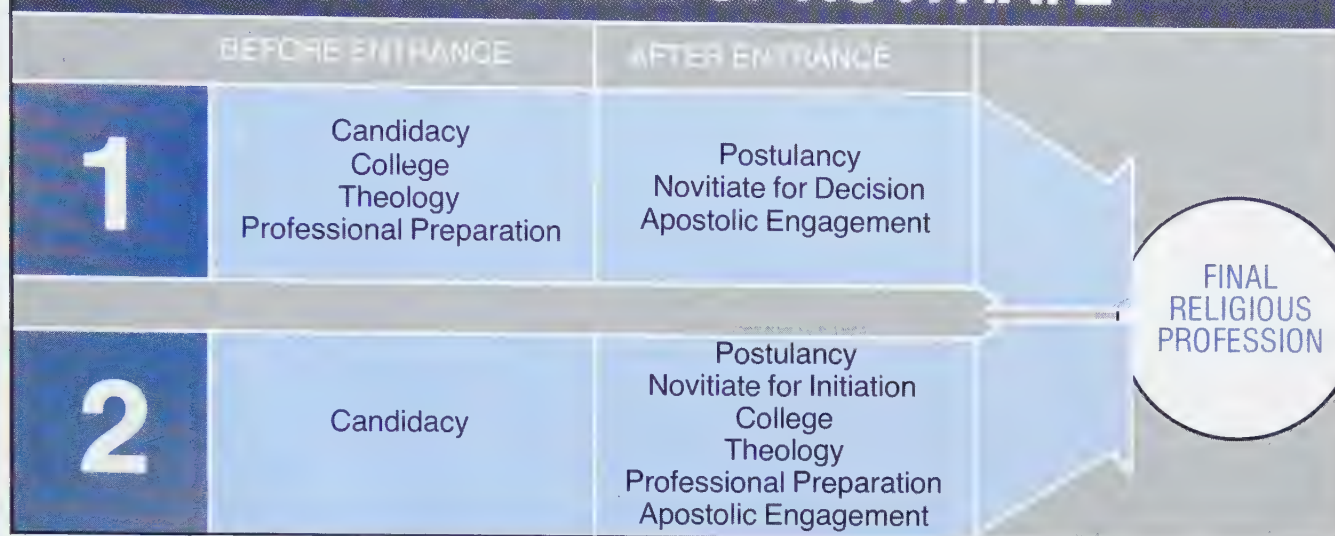 BEFORE ENTRANCE
AFTER ENTRANCE
1
Candidacy
College
Theology
Professional Preparation
Postulancy
Novitiate for Decision
Apostolic Engagement
2
Candidacy
Postulancy
Novitiate for Initiation
College
Theology
Professional Preparation
Apostolic Engagement
FINAL
RELIGIOUS
PROFESSION